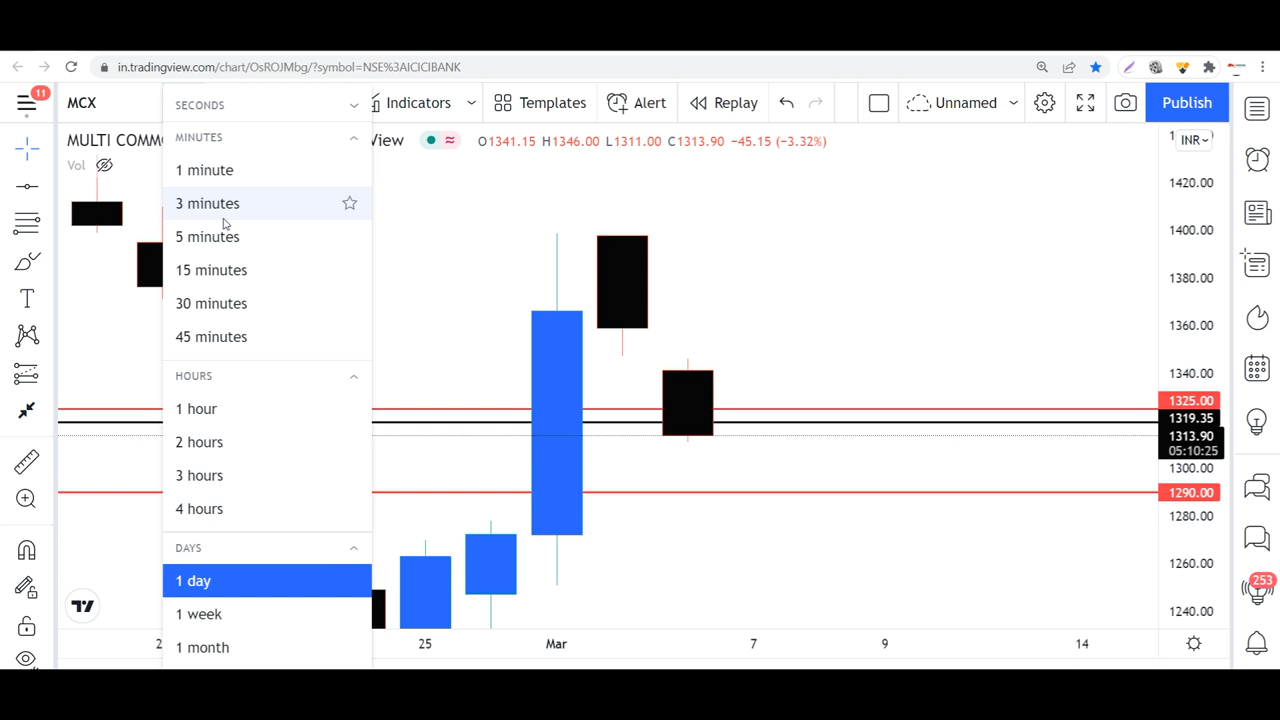 in.tradingview.com/chart/OsROJMbg/?symbol=NSE%3AICICIBANK
11
MCX
Indicators
Templates
Alert
Replay
Unnamed
Publish
MULTI COMM
View
O1341.15 H1346.00 L1311.00 C1313.90 -45.15 (-3.32%)
INR
Vol
SECONDS
MINUTES
1 minute
3 minutes
5 minutes
15 minutes
30 minutes
45 minutes
HOURS
1 hour
2 hours
3 hours
4 hours
DAYS
1 day
1 week
1 month
1420.00
1400.00
1380.00
1360.00
1340.00
1325.00
1319.35
1313.90
05:10:25
1300.00
1290.00
1280.00
1260.00
1240.00
253
25
Mar
7
9
14